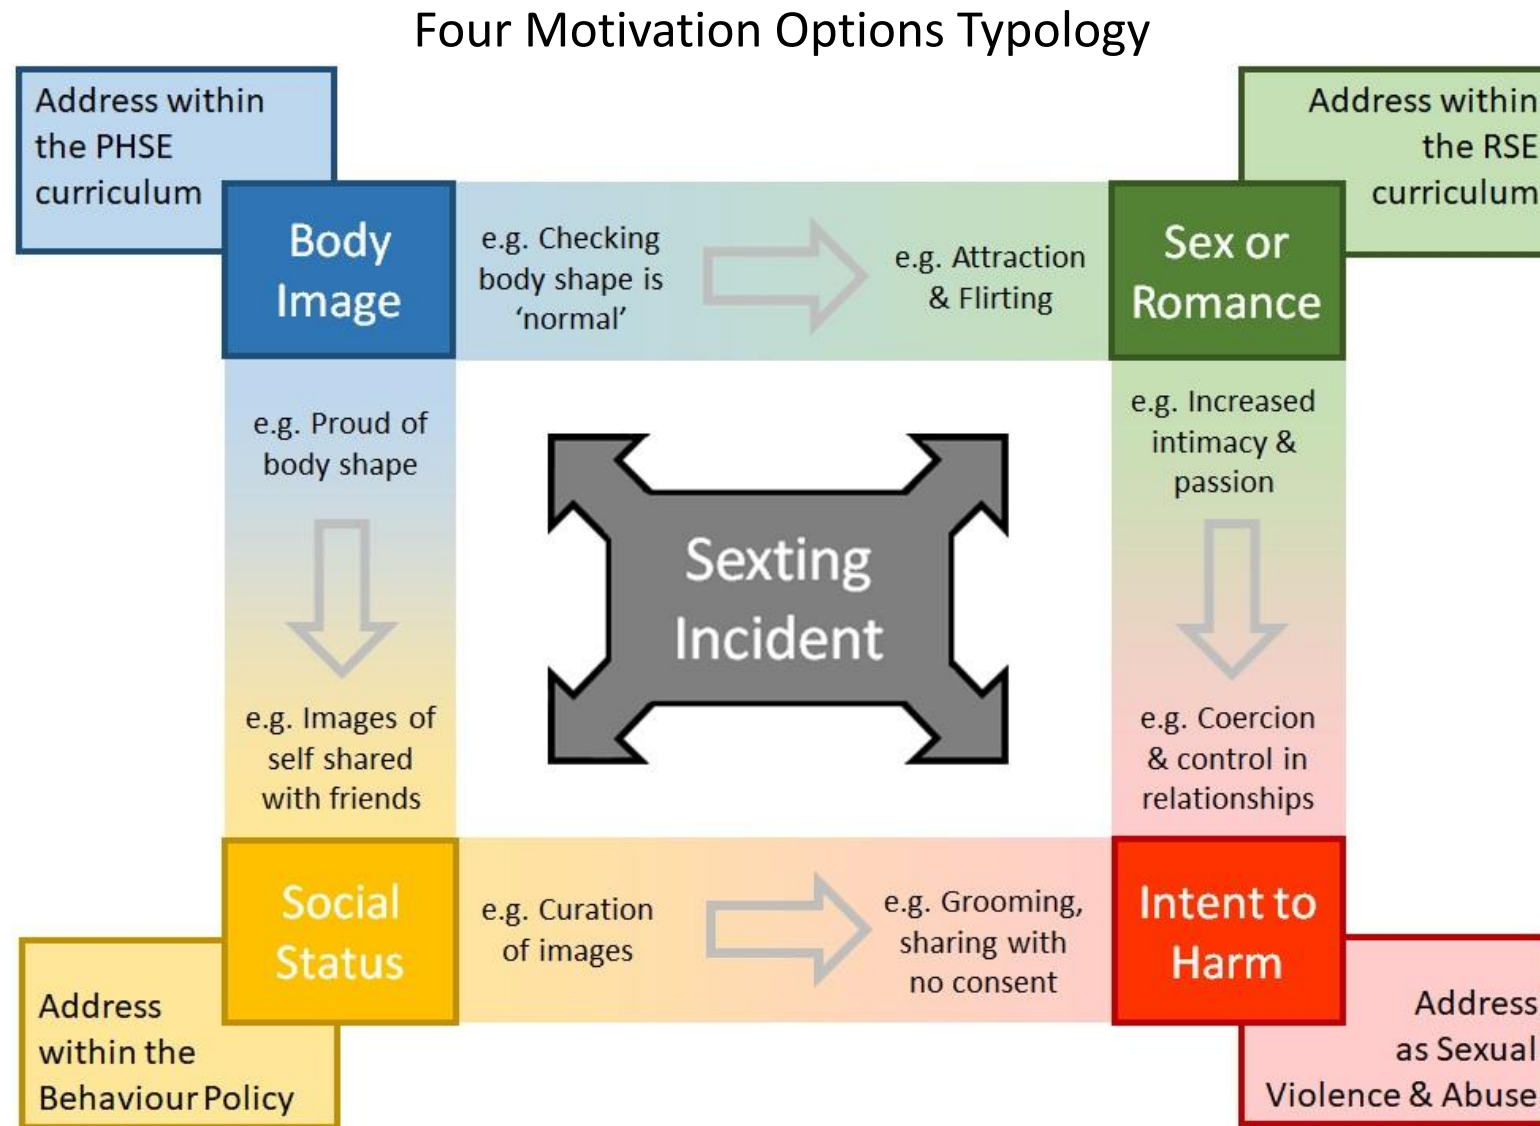 Four Motivation Options Typology
Address within
the PHSE
curriculum
Address within
the RSE
curriculum
Body
Image
e.g. Checking
body shape is
‘normal’
e.g. Attraction
& Flirting
Sex or
Romance
e.g. Proud of
body shape
e.g. Increased
intimacy &
passion
Sexting
Incident
e.g. Images of
self shared
with friends
e.g. Coercion
& control in
relationships
Social
Status
e.g. Curation
of images
e.g. Grooming,
sharing with
no consent
Intent to
Harm
Address
within the
Behaviour Policy
Address
as Sexual
Violence & Abuse